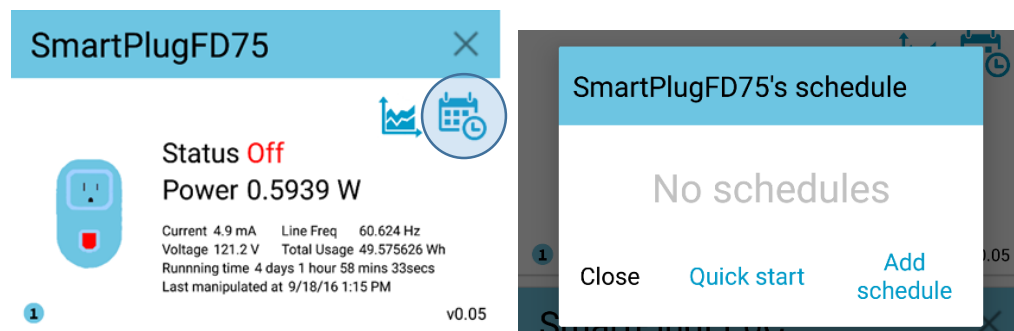 SmartPlugFD75
Status Off
Power 0.5939 W
Current 4.9 mA Line Freq 60.624 Hz
Voltage 121.2 V Total Usage 49.575626 Wh
Runnning time 4 days 1 hour 58 mins 33secs
Last manipulated at 9/18/16 1:15 PM
1
v0.05
SmartPlugFD75's schedule
No schedules
Close
Quick start
Add
schedule
1
0.05